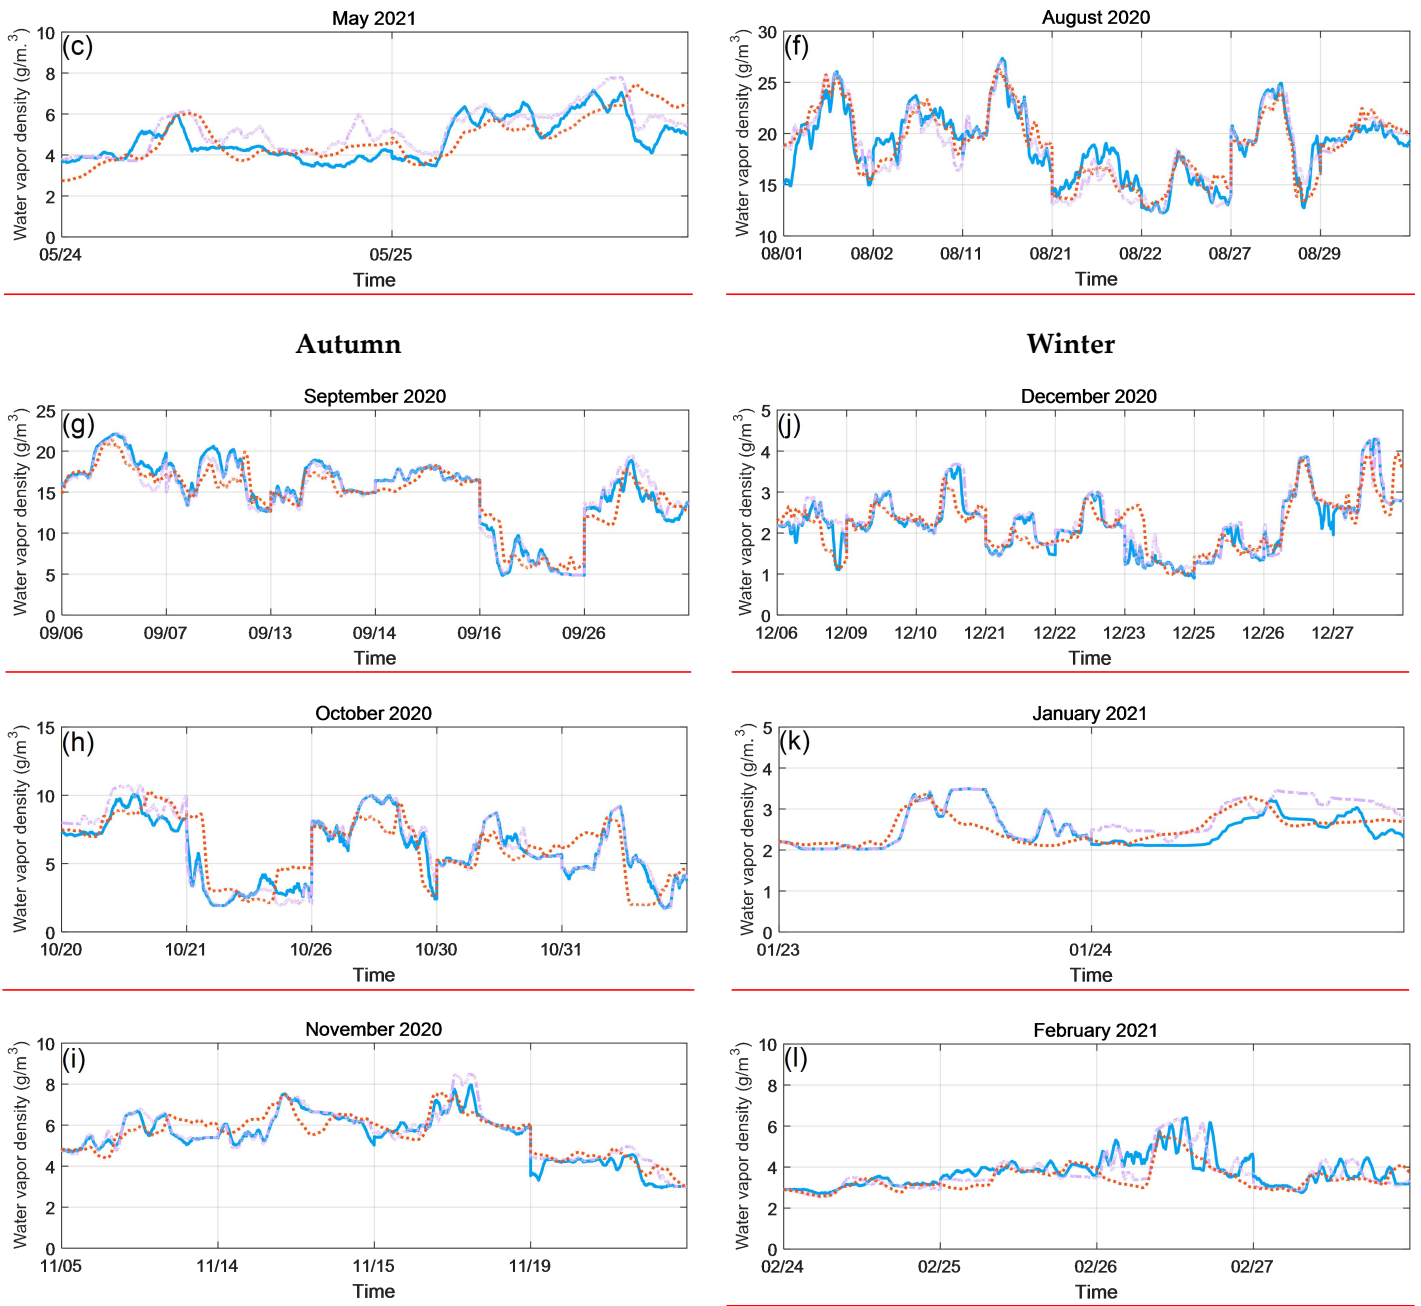 May 2021
(c)
Water vapor density (g/m.³)
10
8
6
4
2
0
05/24 05/25
Time
August 2020
(f)
Water vapor density (g/m³)
30
25
20
15
10
08/01 08/02 08/11 08/21 08/22 08/27 08/29
Time
Autumn
Winter
September 2020
(g)
Water vapor density (g/m³)
25
20
15
10
5
0
09/06 09/07 09/13 09/14 09/16 09/26
Time
December 2020
(j)
Water vapor density (g/m³)
5
4
3
2
1
0
12/06 12/09 12/10 12/21 12/22 12/23 12/25 12/26 12/27
Time
October 2020
(h)
Water vapor density (g/m³)
15
10
5
0
10/20 10/21 10/26 10/30 10/31
Time
January 2021
(k)
Water vapor density (g/m.³)
5
4
3
2
1
0
01/23 01/24
Time
November 2020
(i)
Water vapor density (g/m³)
10
8
6
4
2
0
11/05 11/14 11/15 11/19
Time
February 2021
(l)
Water vapor density (g/m³)
10
8
6
4
2
0
02/24 02/25 02/26 02/27
Time